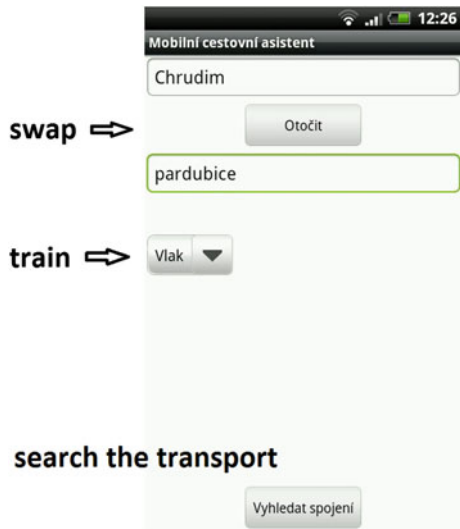 12:26
Mobilní cestovní asistent
Chrudim
swap
Otočit
pardubice
train
Vlak
search the transport
Vyhledat spojení